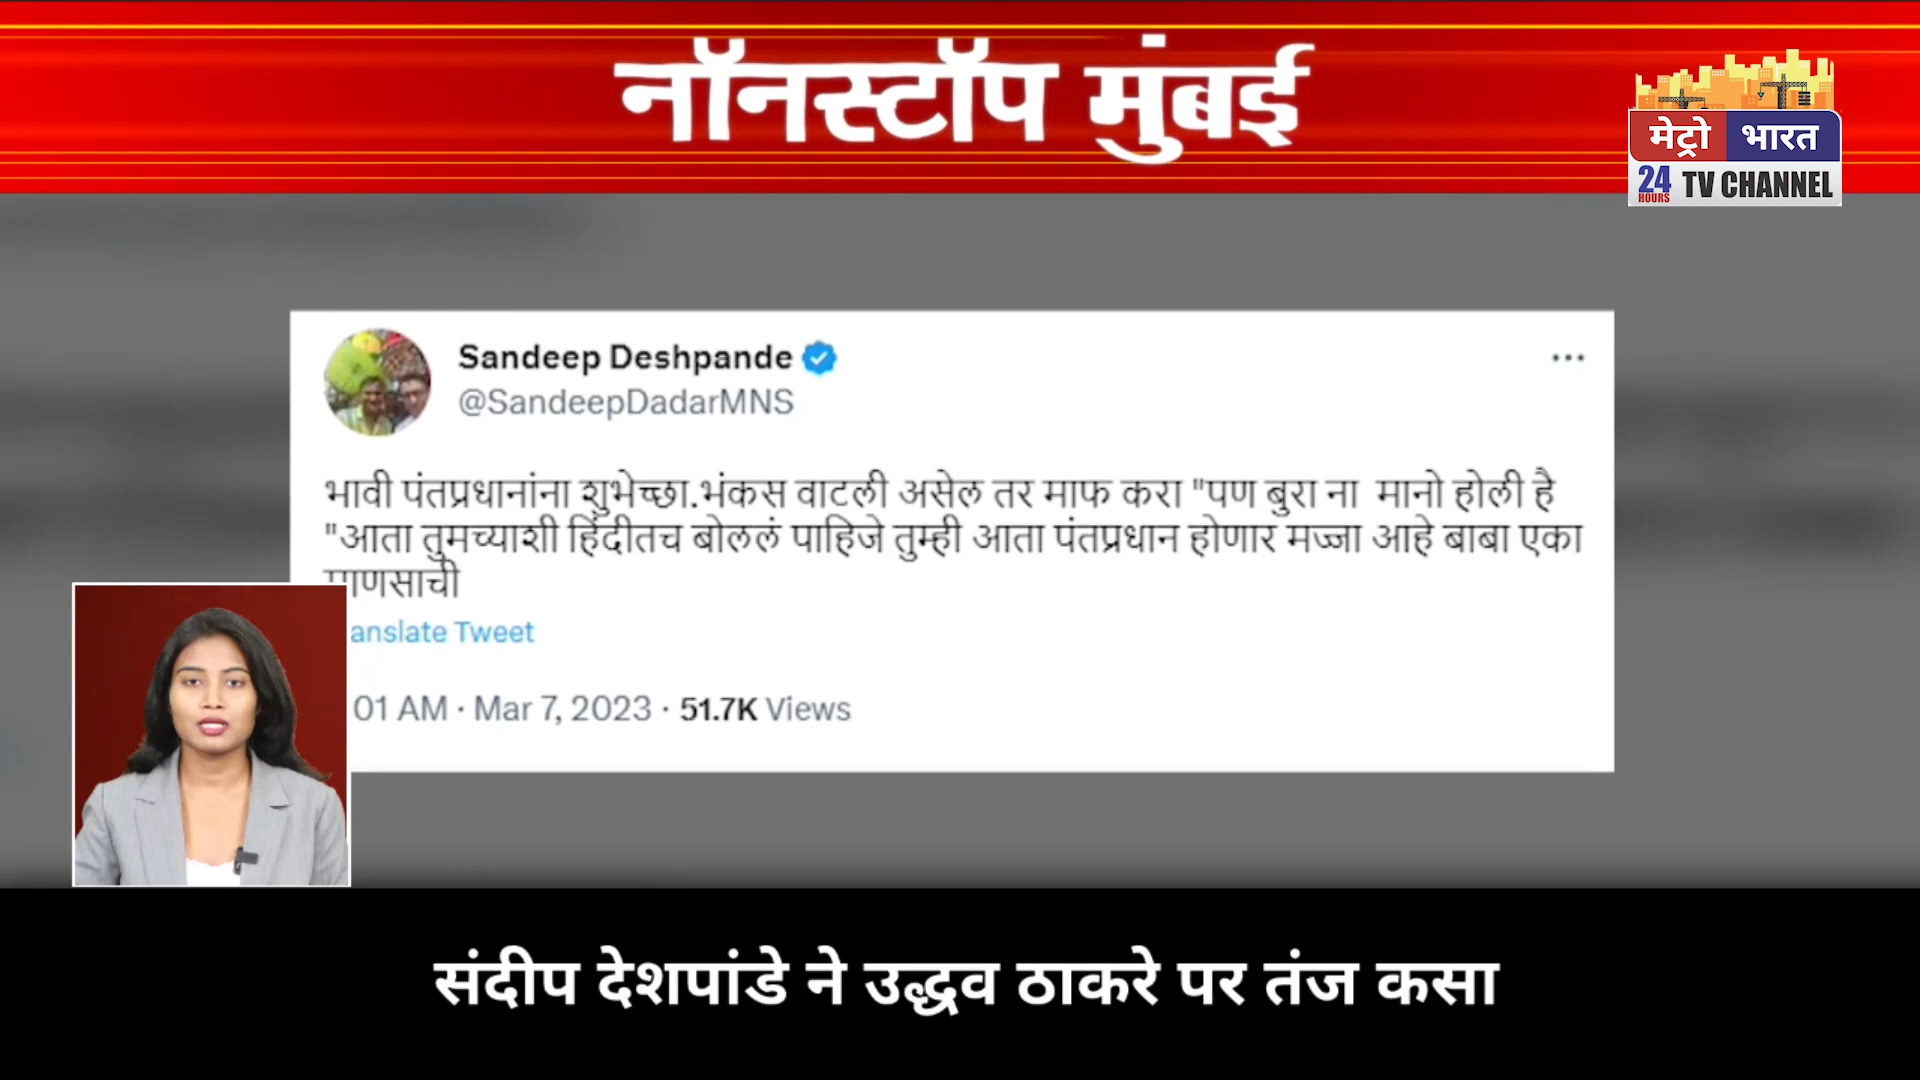 नॉनस्टॉप मुंबई
मेट्रो भारत
24 HOURS TV CHANNEL
Sandeep Deshpande
@SandeepDadarMNS
भावी पंतप्रधानांना शुभेच्छा.भंकस वाटली असेल तर माफ करा "पण बुरा ना मानो होली है
"आता तुमच्याशी हिंदीतच बोललं पाहिजे तुम्ही आता पंतप्रधान होणार मज्जा आहे बाबा एका
माणसाची
anslate Tweet
01 AM · Mar 7, 2023 · 51.7K Views
संदीप देशपांडे ने उद्धव ठाकरे पर तंज कसा